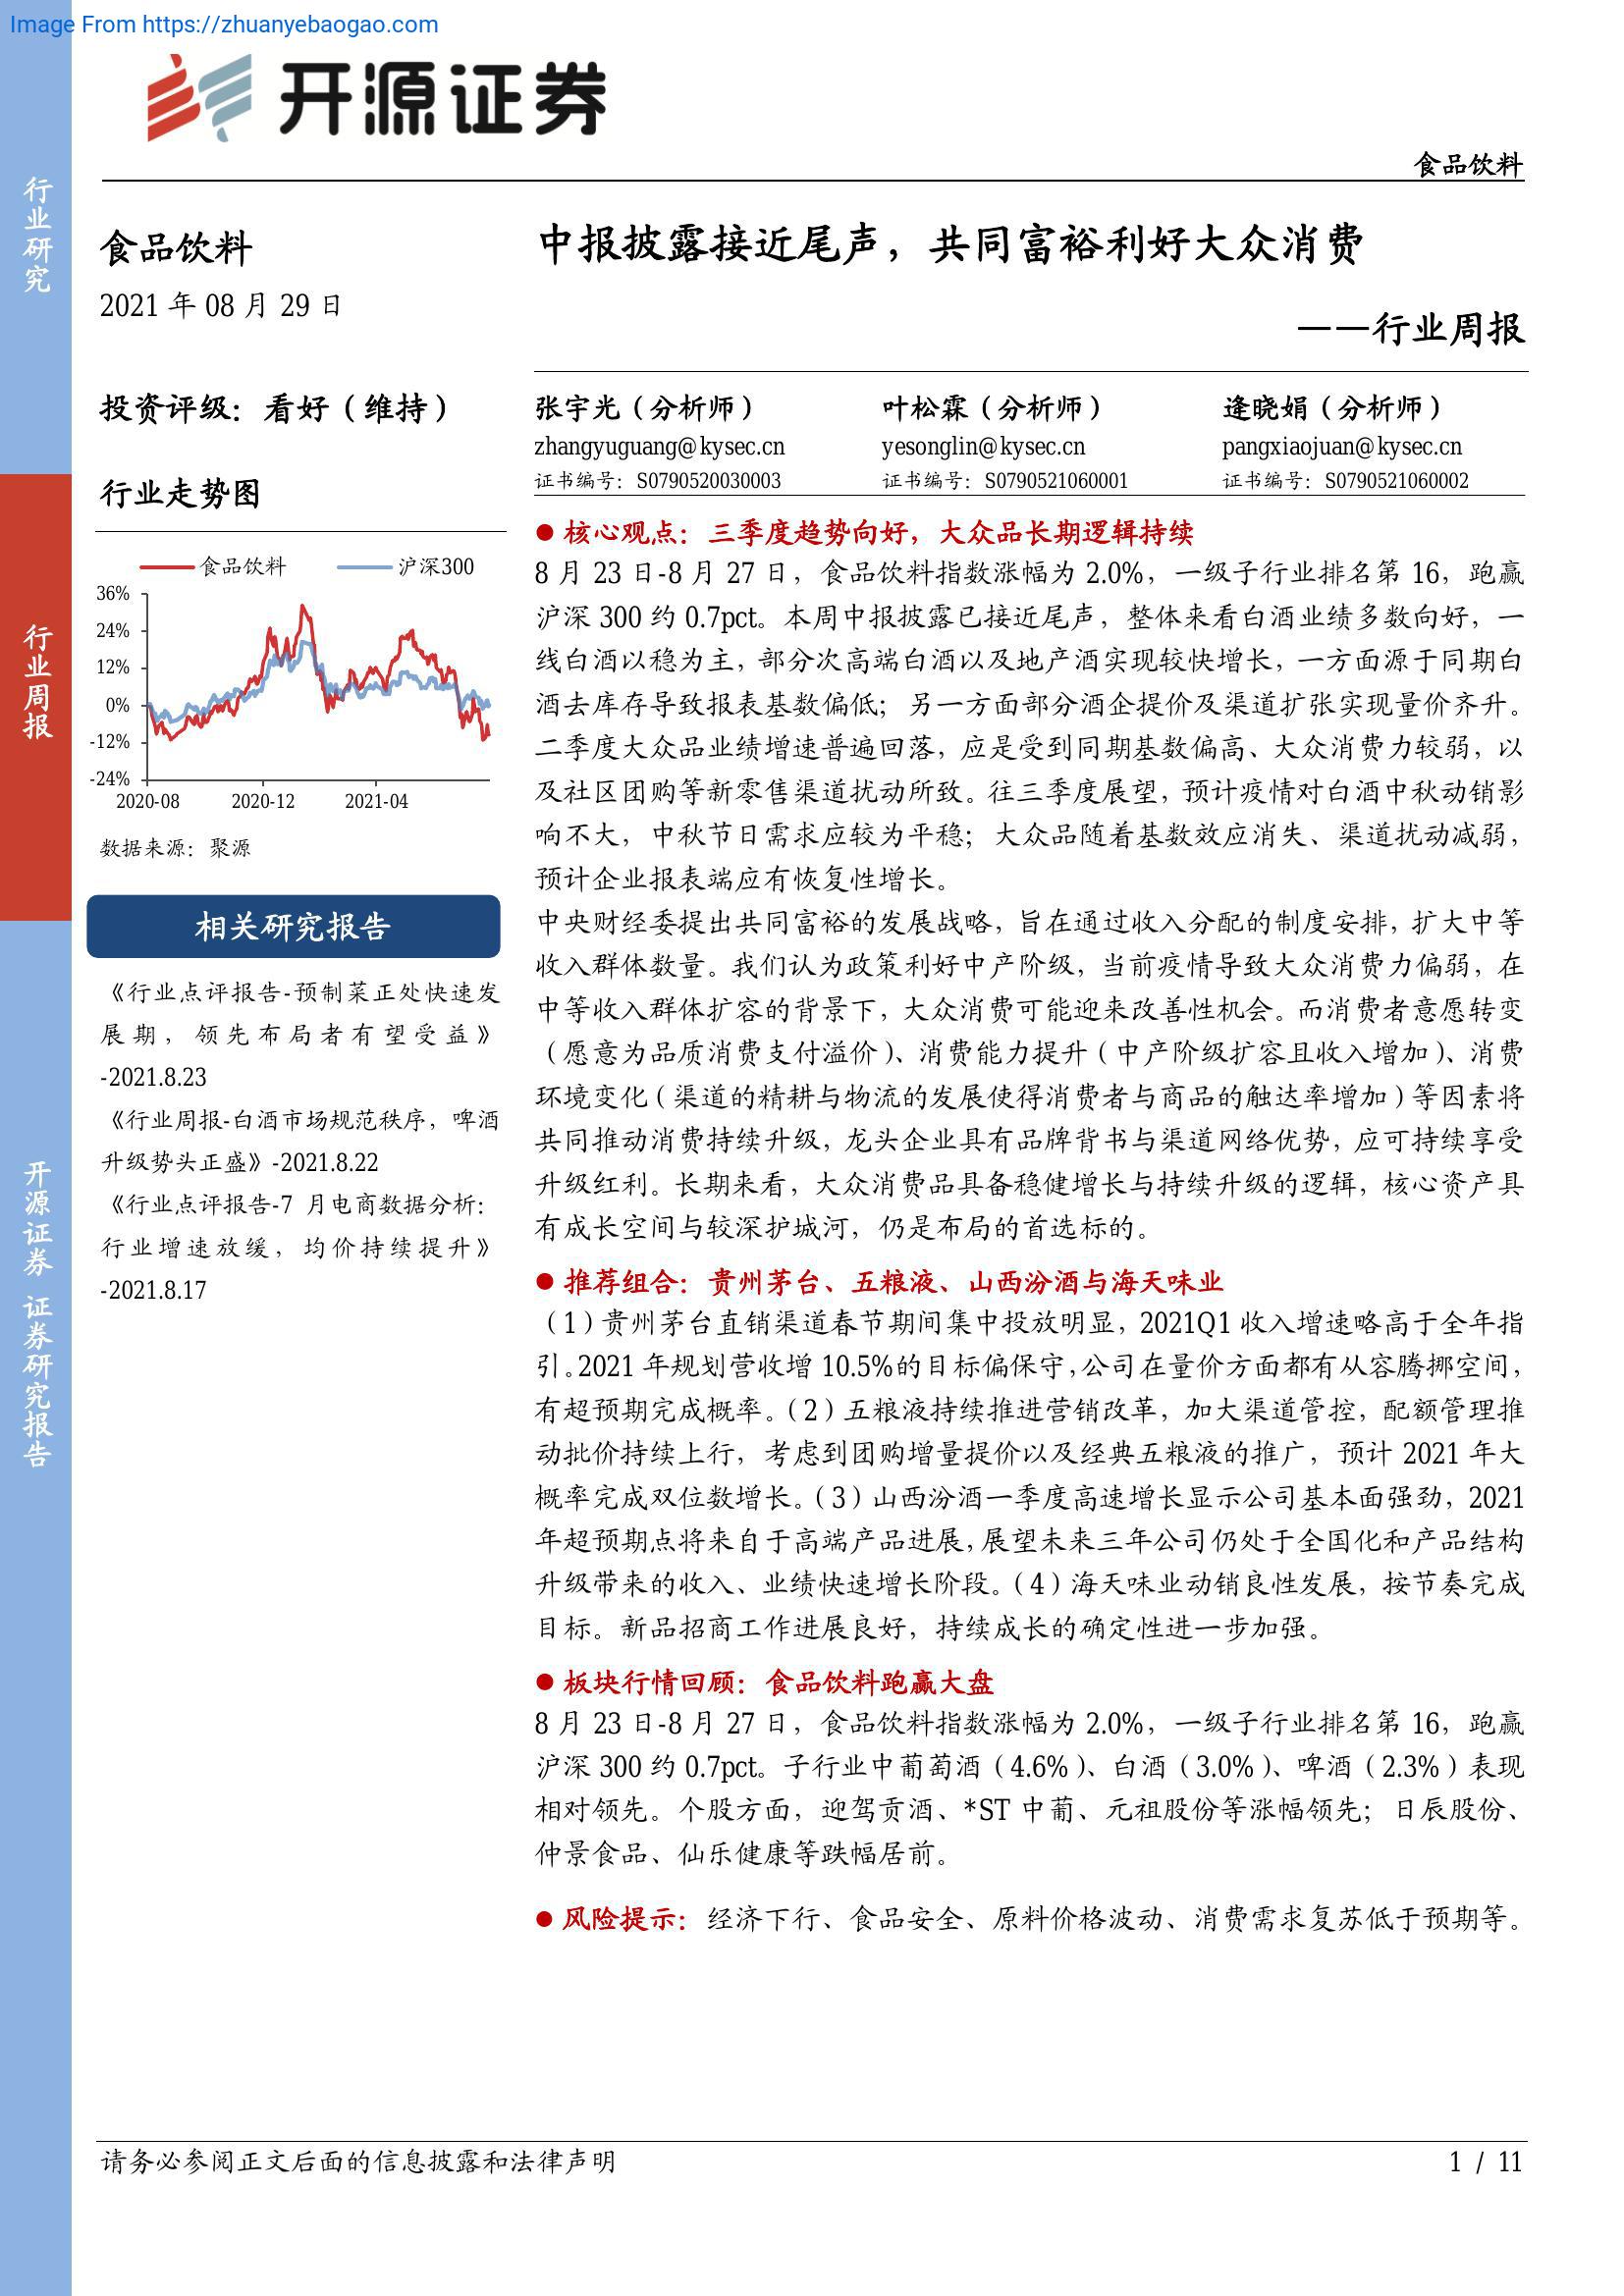 Image From https://zhuanyebaogao.com
开源证券
食品饮料
行业研究
行业周报
开源证券 证券研究报告
食品饮料
2021 年 08 月 29 日
投资评级：看好（维持）
行业走势图
食品饮料 沪深300
36%
24%
12%
0%
-12%
-24%
2020-08 2020-12 2021-04
数据来源：聚源
相关研究报告
《行业点评报告-预制菜正处快速发
展期，领先布局者有望受益》
-2021.8.23
《行业周报-白酒市场规范秩序，啤酒
升级势头正盛》-2021.8.22
《行业点评报告-7 月电商数据分析：
行业增速放缓，均价持续提升》
-2021.8.17
中报披露接近尾声，共同富裕利好大众消费
——行业周报
张宇光（分析师） 叶松霖（分析师） 逄晓娟（分析师）
zhangyuguang@kysec.cn yesonglin@kysec.cn pangxiaojuan@kysec.cn
证书编号：S0790520030003 证书编号：S0790521060001 证书编号：S0790521060002
● 核心观点：三季度趋势向好，大众品长期逻辑持续
8 月 23 日-8 月 27 日，食品饮料指数涨幅为 2.0%，一级子行业排名第 16，跑赢
沪深 300 约 0.7pct。本周中报披露已接近尾声，整体来看白酒业绩多数向好，一
线白酒以稳为主，部分次高端白酒以及地产酒实现较快增长，一方面源于同期白
酒去库存导致报表基数偏低；另一方面部分酒企提价及渠道扩张实现量价齐升。
二季度大众品业绩增速普遍回落，应是受到同期基数偏高、大众消费力较弱，以
及社区团购等新零售渠道扰动所致。往三季度展望，预计疫情对白酒中秋动销影
响不大，中秋节日需求应较为平稳；大众品随着基数效应消失、渠道扰动减弱，
预计企业报表端应有恢复性增长。
中央财经委提出共同富裕的发展战略，旨在通过收入分配的制度安排，扩大中等
收入群体数量。我们认为政策利好中产阶级，当前疫情导致大众消费力偏弱，在
中等收入群体扩容的背景下，大众消费可能迎来改善性机会。而消费者意愿转变
（愿意为品质消费支付溢价）、消费能力提升（中产阶级扩容且收入增加）、消费
环境变化（渠道的精耕与物流的发展使得消费者与商品的触达率增加）等因素将
共同推动消费持续升级，龙头企业具有品牌背书与渠道网络优势，应可持续享受
升级红利。长期来看，大众消费品具备稳健增长与持续升级的逻辑，核心资产具
有成长空间与较深护城河，仍是布局的首选标的。
● 推荐组合：贵州茅台、五粮液、山西汾酒与海天味业
（1）贵州茅台直销渠道春节期间集中投放明显，2021Q1 收入增速略高于全年指
引。2021 年规划营收增 10.5%的目标偏保守，公司在量价方面都有从容腾挪空间，
有超预期完成概率。（2）五粮液持续推进营销改革，加大渠道管控，配额管理推
动批价持续上行，考虑到团购增量提价以及经典五粮液的推广，预计 2021 年大
概率完成双位数增长。（3）山西汾酒一季度高速增长显示公司基本面强劲，2021
年超预期点将来自于高端产品进展，展望未来三年公司仍处于全国化和产品结构
升级带来的收入、业绩快速增长阶段。（4）海天味业动销良性发展，按节奏完成
目标。新品招商工作进展良好，持续成长的确定性进一步加强。
● 板块行情回顾：食品饮料跑赢大盘
8 月 23 日-8 月 27 日，食品饮料指数涨幅为 2.0%，一级子行业排名第 16，跑赢
沪深 300 约 0.7pct。子行业中葡萄酒（4.6%）、白酒（3.0%）、啤酒（2.3%）表现
相对领先。个股方面，迎驾贡酒、*ST 中葡、元祖股份等涨幅领先；日辰股份、
仲景食品、仙乐健康等跌幅居前。
● 风险提示：经济下行、食品安全、原料价格波动、消费需求复苏低于预期等。
请务必参阅正文后面的信息披露和法律声明
1 / 11